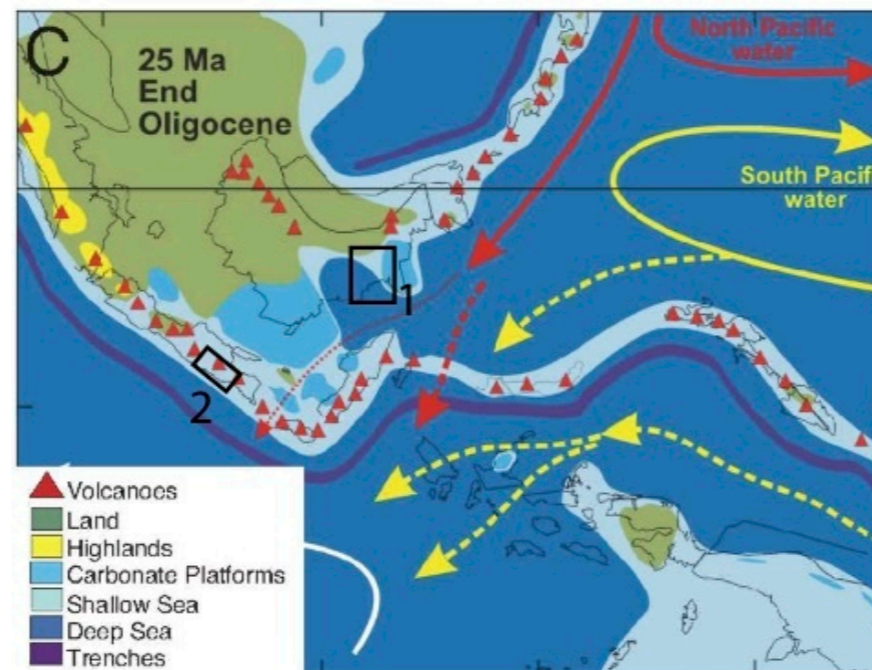 C
25 Ma
End
Oligocene
North Pacific
water
South Pacifi
water
1
2
Volcanoes
Land
Highlands
Carbonate Platforms
Shallow Sea
Deep Sea
Trenches